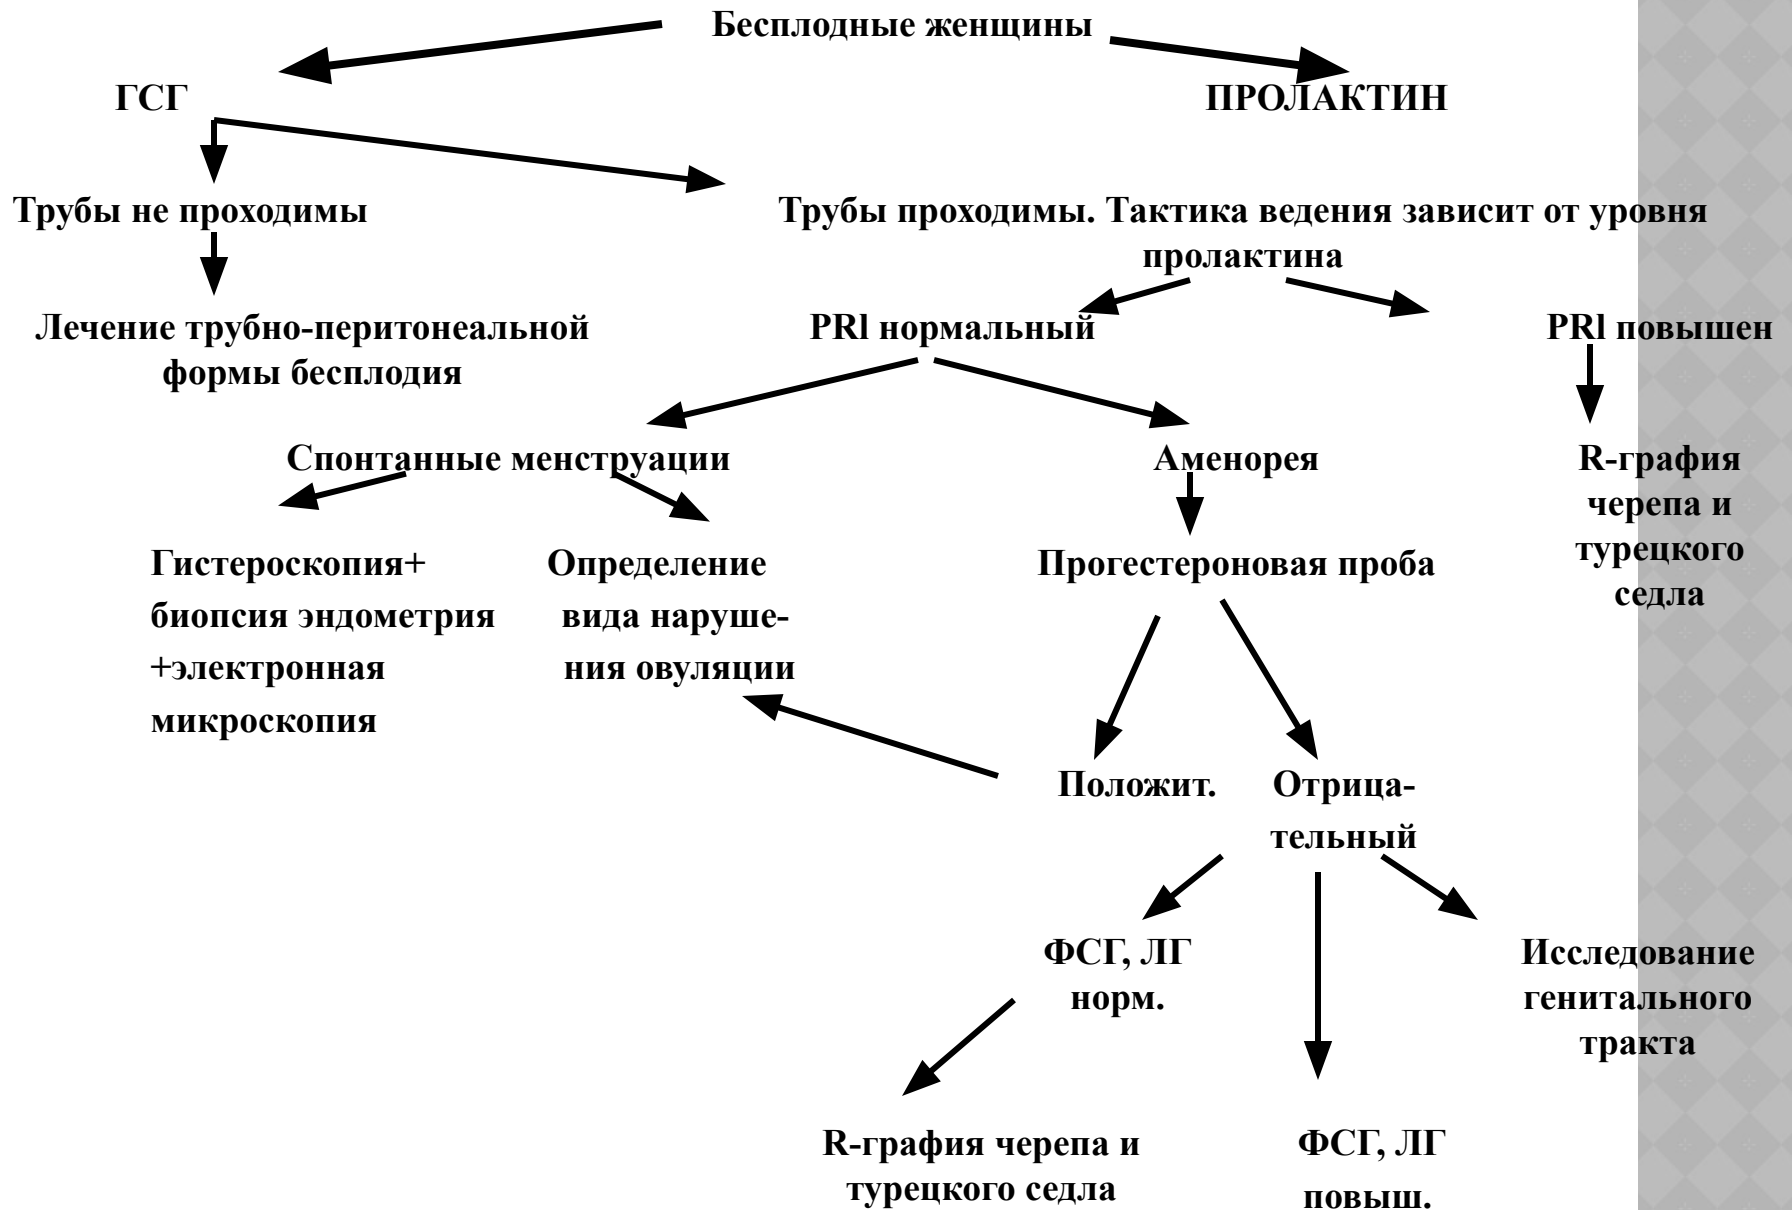 Бесплодные женщины
ГСГ
ПРОЛАКТИН
Трубы не проходимы
Трубы проходимы. Тактика ведения зависит от уровня
пролактина
Лечение трубно-перитонеальной
формы бесплодия
PRl нормальный
PRl повышен
Спонтанные менструации
Аменорея
R-графия
черепа и
турецкого
седла
Гистероскопия+
биопсия эндометрия
+электронная
микроскопия
Определение
вида наруше-
ния овуляции
Прогестероновая проба
Положит.
Отрица-
тельный
ФСГ, ЛГ
норм.
Исследование
генитального
тракта
R-графия черепа и
турецкого седла
ФСГ, ЛГ
повыш.